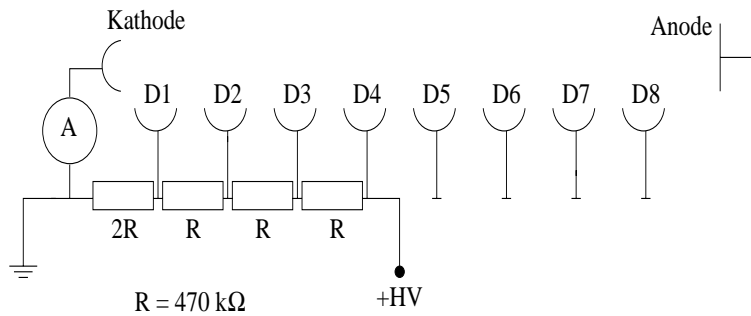 Kathode
Anode
D1 D2 D3 D4 D5 D6 D7 D8
A
2R R R R
R = 470 kΩ
+HV